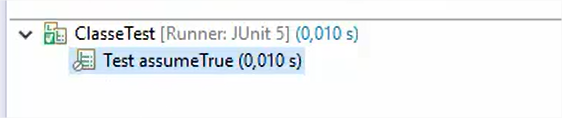 ClasseTest [Runner: JUnit 5] (0,010 s)
Test assumeTrue (0,010 s)